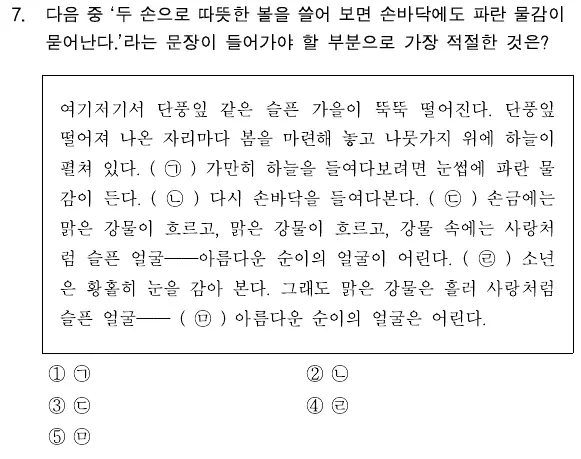 7. 다음 중 ‘두 손으로 따뜻한 볼을 쓸어 보면 손바닥에도 파란 물감이
묻어난다.’라는 문장이 들어가야 할 부분으로 가장 적절한 것은?
여기저기서 단풍잎 같은 슬픈 가을이 뚝뚝 떨어진다. 단풍잎
떨어져 나온 자리마다 봄을 마련해 놓고 나뭇가지 위에 하늘이
펼쳐 있다. ( ㉠ ) 가만히 하늘을 들여다보려면 눈썹에 파란 물
감이 든다. ( ㉡ ) 다시 손바닥을 들여다본다. ( ㉢ ) 손금에는
맑은 강물이 흐르고, 맑은 강물이 흐르고, 강물 속에는 사랑처
럼 슬픈 얼굴――아름다운 순이의 얼굴이 어린다. ( ㉣ ) 소년
은 황홀히 눈을 감아 본다. 그래도 맑은 강물은 흘러 사랑처럼
슬픈 얼굴―― ( ㉤ ) 아름다운 순이의 얼굴은 어린다.
① ㉠ ② ㉡
③ ㉢ ④ ㉣
⑤ ㉤